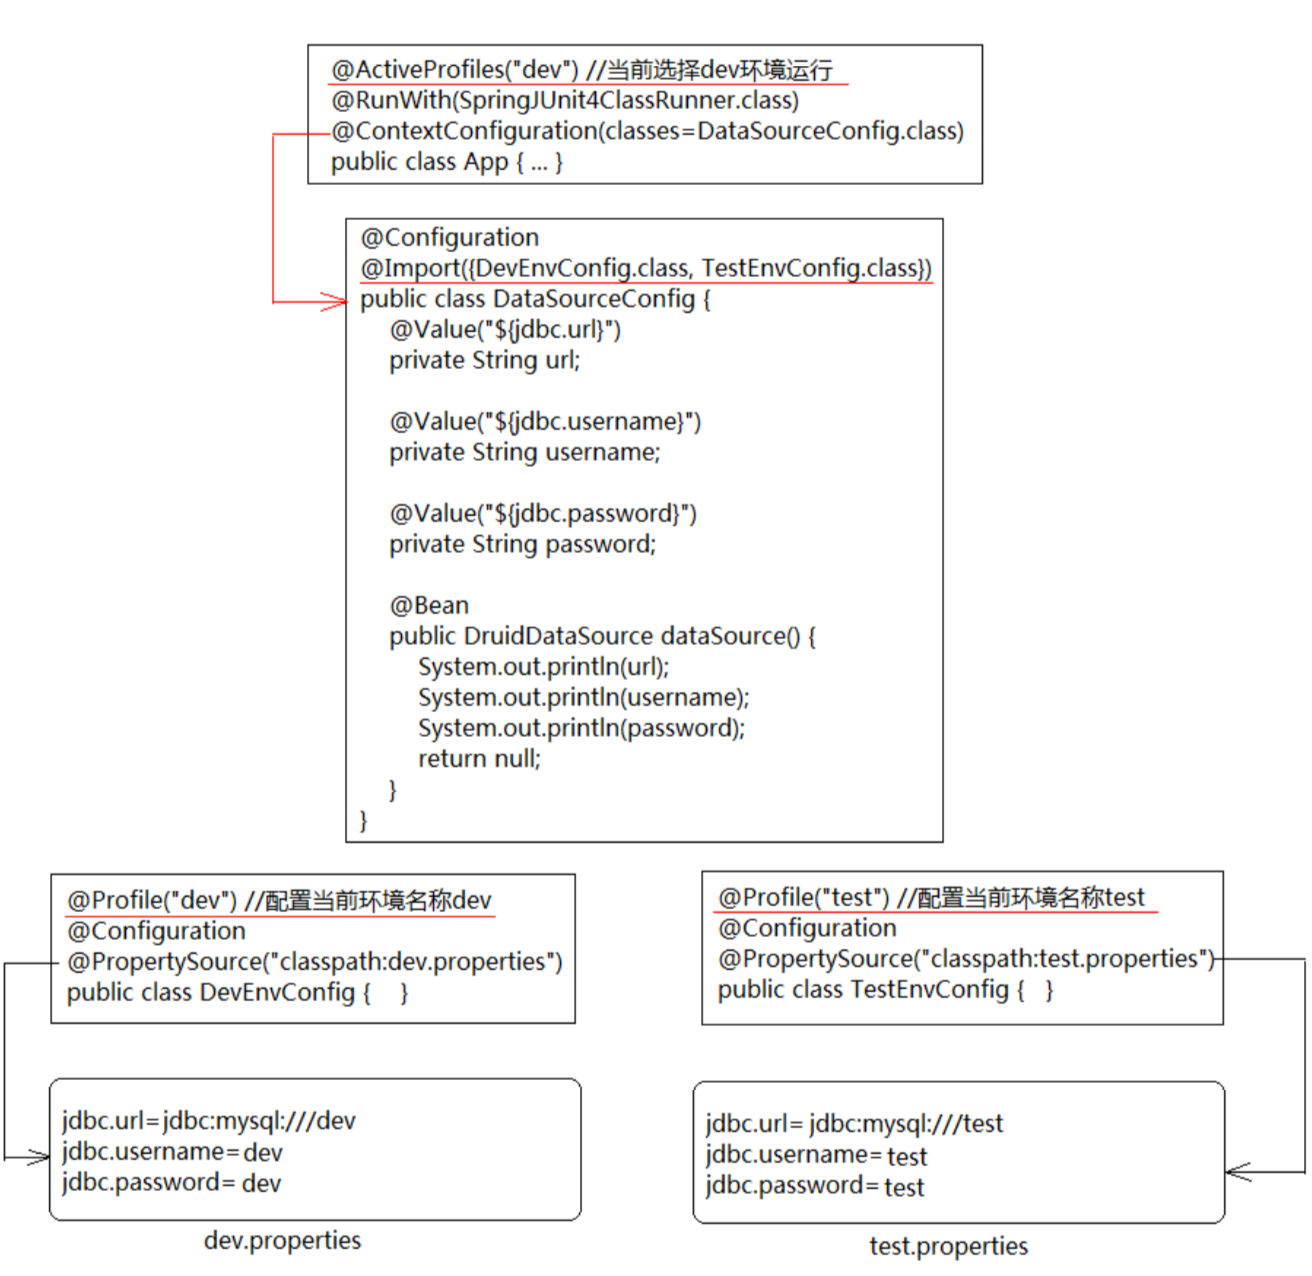 @ActiveProfiles("dev") //当前选择dev环境运行
@RunWith(SpringJUnit4ClassRunner.class)
@ContextConfiguration(classes=DataSourceConfig.class)
public class App { ... }
@Configuration
@Import({DevEnvConfig.class, TestEnvConfig.class})
public class DataSourceConfig {
@Value("${jdbc.url}")
private String url;
@Value("${jdbc.username}")
private String username;
@Value("${jdbc.password}")
private String password;
@Bean
public DruidDataSource dataSource() {
System.out.println(url);
System.out.println(username);
System.out.println(password);
return null;
}
}
@Profile("dev") //配置当前环境名称dev
@Configuration
@PropertySource("classpath:dev.properties")
public class DevEnvConfig { }
@Profile("test") //配置当前环境名称test
@Configuration
@PropertySource("classpath:test.properties")
public class TestEnvConfig { }
jdbc.url=jdbc:mysql:///dev
jdbc.username=dev
jdbc.password= dev
dev.properties
jdbc.url= jdbc:mysql:///test
jdbc.username= test
jdbc.password= test
test.properties